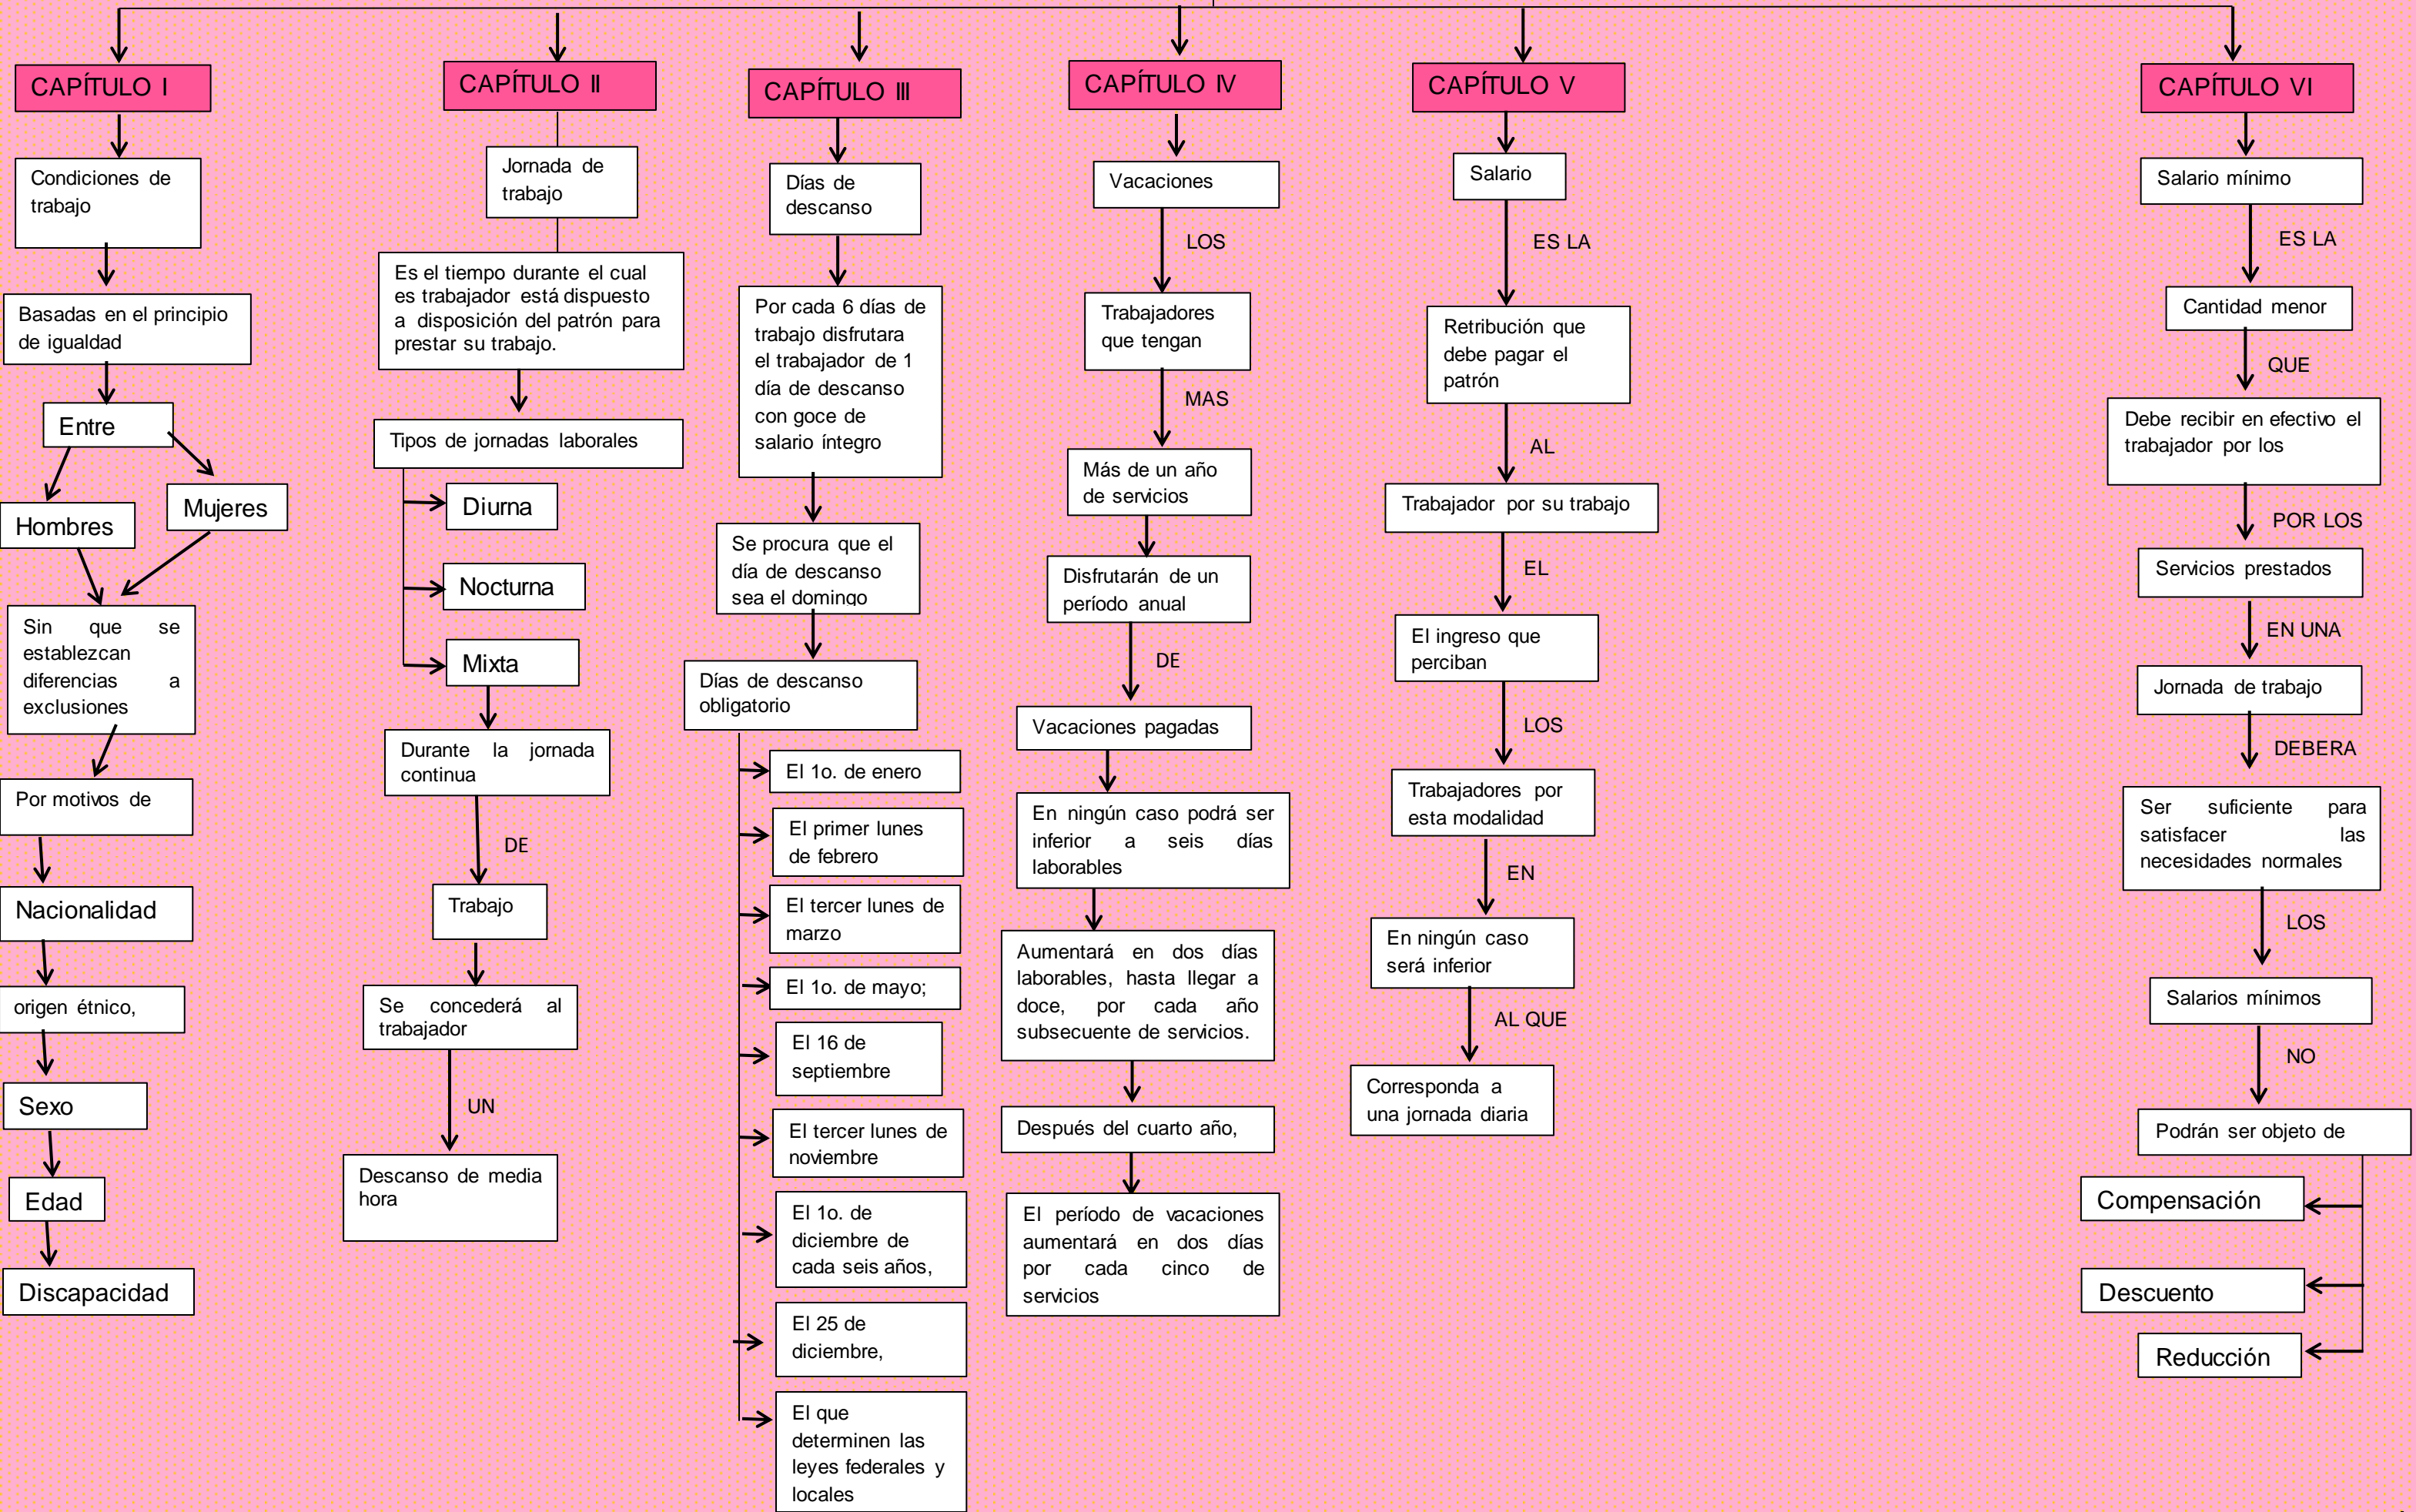 CAPÍTULO I
Condiciones de
trabajo
Basadas en el principio
de igualdad
Entre
Hombres
Mujeres
Sin que se
establezcan
diferencias a
exclusiones
Por motivos de
Nacionalidad
origen étnico,
Sexo
Edad
Discapacidad
CAPÍTULO II
Jornada de
trabajo
Es el tiempo durante el cual
es trabajador está dispuesto
a disposición del patrón para
prestar su trabajo.
Tipos de jornadas laborales
Diurna
Nocturna
Mixta
Durante la jornada
continua
DE
Trabajo
Se concederá al
trabajador
UN
Descanso de media
hora
CAPÍTULO III
Días de
descanso
Por cada 6 días de
trabajo disfrutara
el trabajador de 1
día de descanso
con goce de
salario íntegro
Se procura que el
día de descanso
sea el domingo
Días de descanso
obligatorio
El 1o. de enero
El primer lunes
de febrero
El tercer lunes de
marzo
El 1o. de mayo;
El 16 de
septiembre
El tercer lunes de
noviembre
El 1o. de
diciembre de
cada seis años,
El 25 de
diciembre,
El que
determinen las
leyes federales y
locales
CAPÍTULO IV
Vacaciones
LOS
Trabajadores
que tengan
MAS
Más de un año
de servicios
Disfrutarán de un
período anual
DE
Vacaciones pagadas
En ningún caso podrá ser
inferior a seis días
laborables
Aumentará en dos días
laborables, hasta llegar a
doce, por cada año
subsecuente de servicios.
Después del cuarto año,
El período de vacaciones
aumentará en dos días
por cada cinco de
servicios
CAPÍTULO V
Salario
ES LA
Retribución que
debe pagar el
patrón
AL
Trabajador por su trabajo
EL
El ingreso que
perciban
LOS
Trabajadores por
esta modalidad
EN
En ningún caso
será inferior
AL QUE
Corresponda a
una jornada diaria
CAPÍTULO VI
Salario mínimo
ES LA
Cantidad menor
QUE
Debe recibir en efectivo el
trabajador por los
POR LOS
Servicios prestados
EN UNA
Jornada de trabajo
DEBERA
Ser suficiente para
satisfacer las
necesidades normales
LOS
Salarios mínimos
NO
Podrán ser objeto de
Compensación
Descuento
Reducción